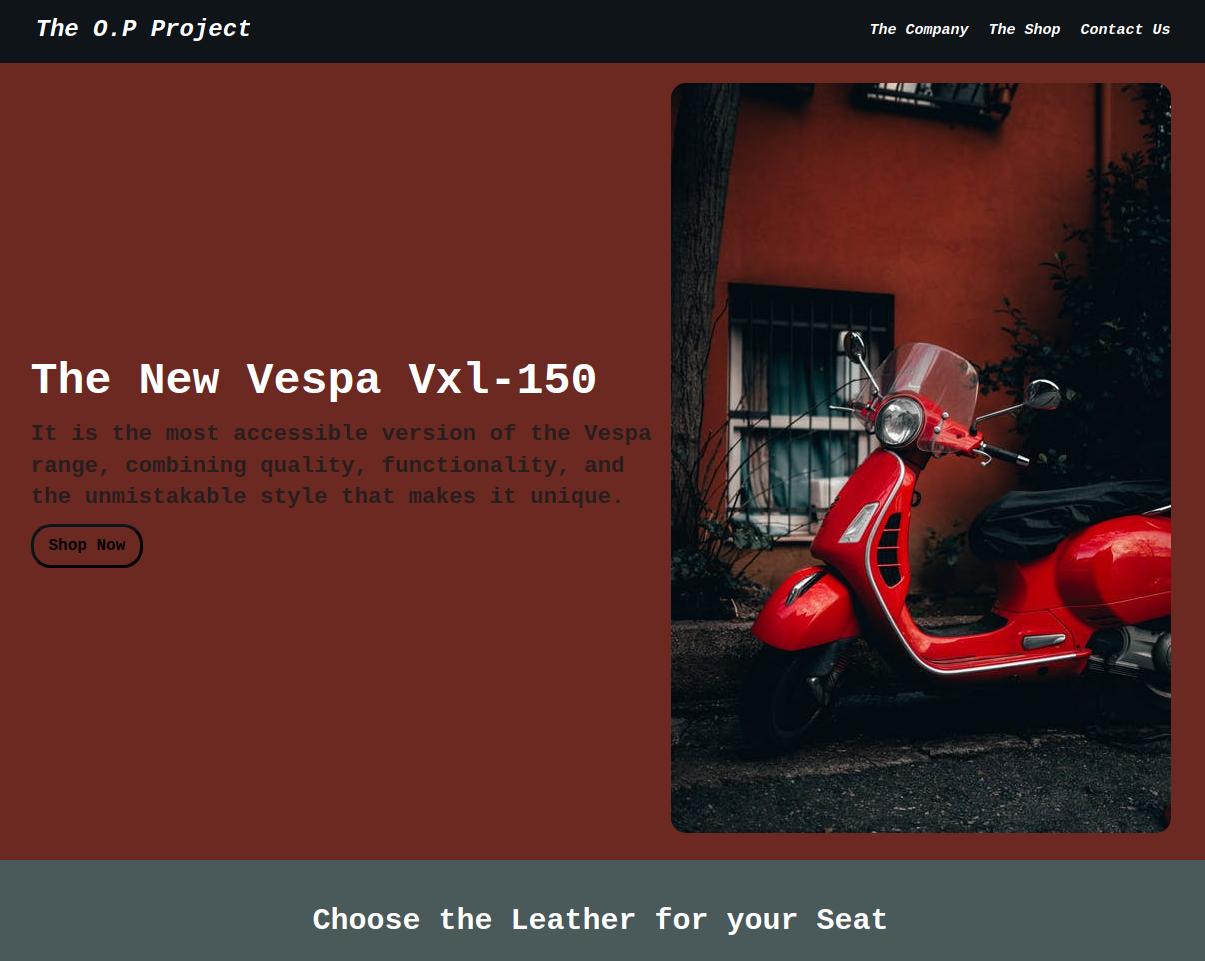 The O.P Project
The Company The Shop Contact Us
The New Vespa Vxl-150
It is the most accessible version of the Vespa
range, combining quality, functionality, and
the unmistakable style that makes it unique.
Shop Now
Choose the Leather for your Seat